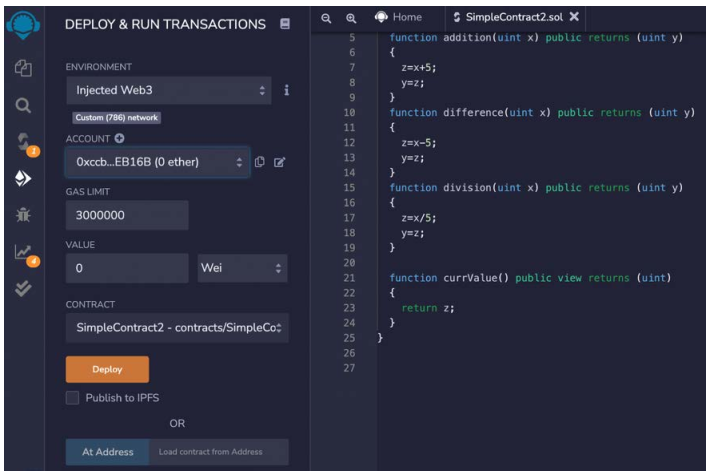 DEPLOY & RUN TRANSACTIONS
ENVIRONMENT
Injected Web3
i
Custom (786) network
ACCOUNT
0xccb...EB16B (0 ether)
GAS LIMIT
3000000
VALUE
0
Wei
CONTRACT
SimpleContract2 - contracts/SimpleCo
Deploy
Publish to IPFS
OR
At Address
Load contract from Address
2
4
Home
SimpleContract2.sol
5 function addition(uint x) public returns (uint y)
6 {
7 z=x+5;
8 y=z;
9 }
10 function difference(uint x) public returns (uint y)
11 {
12 z=x-5;
13 y=z;
14 }
15 function division(uint x) public returns (uint y)
16 {
17 z=x/5;
18 y=z;
19 }
20
21 function currValue() public view returns (uint)
22 {
23 return z;
24 }
25 }
26
27